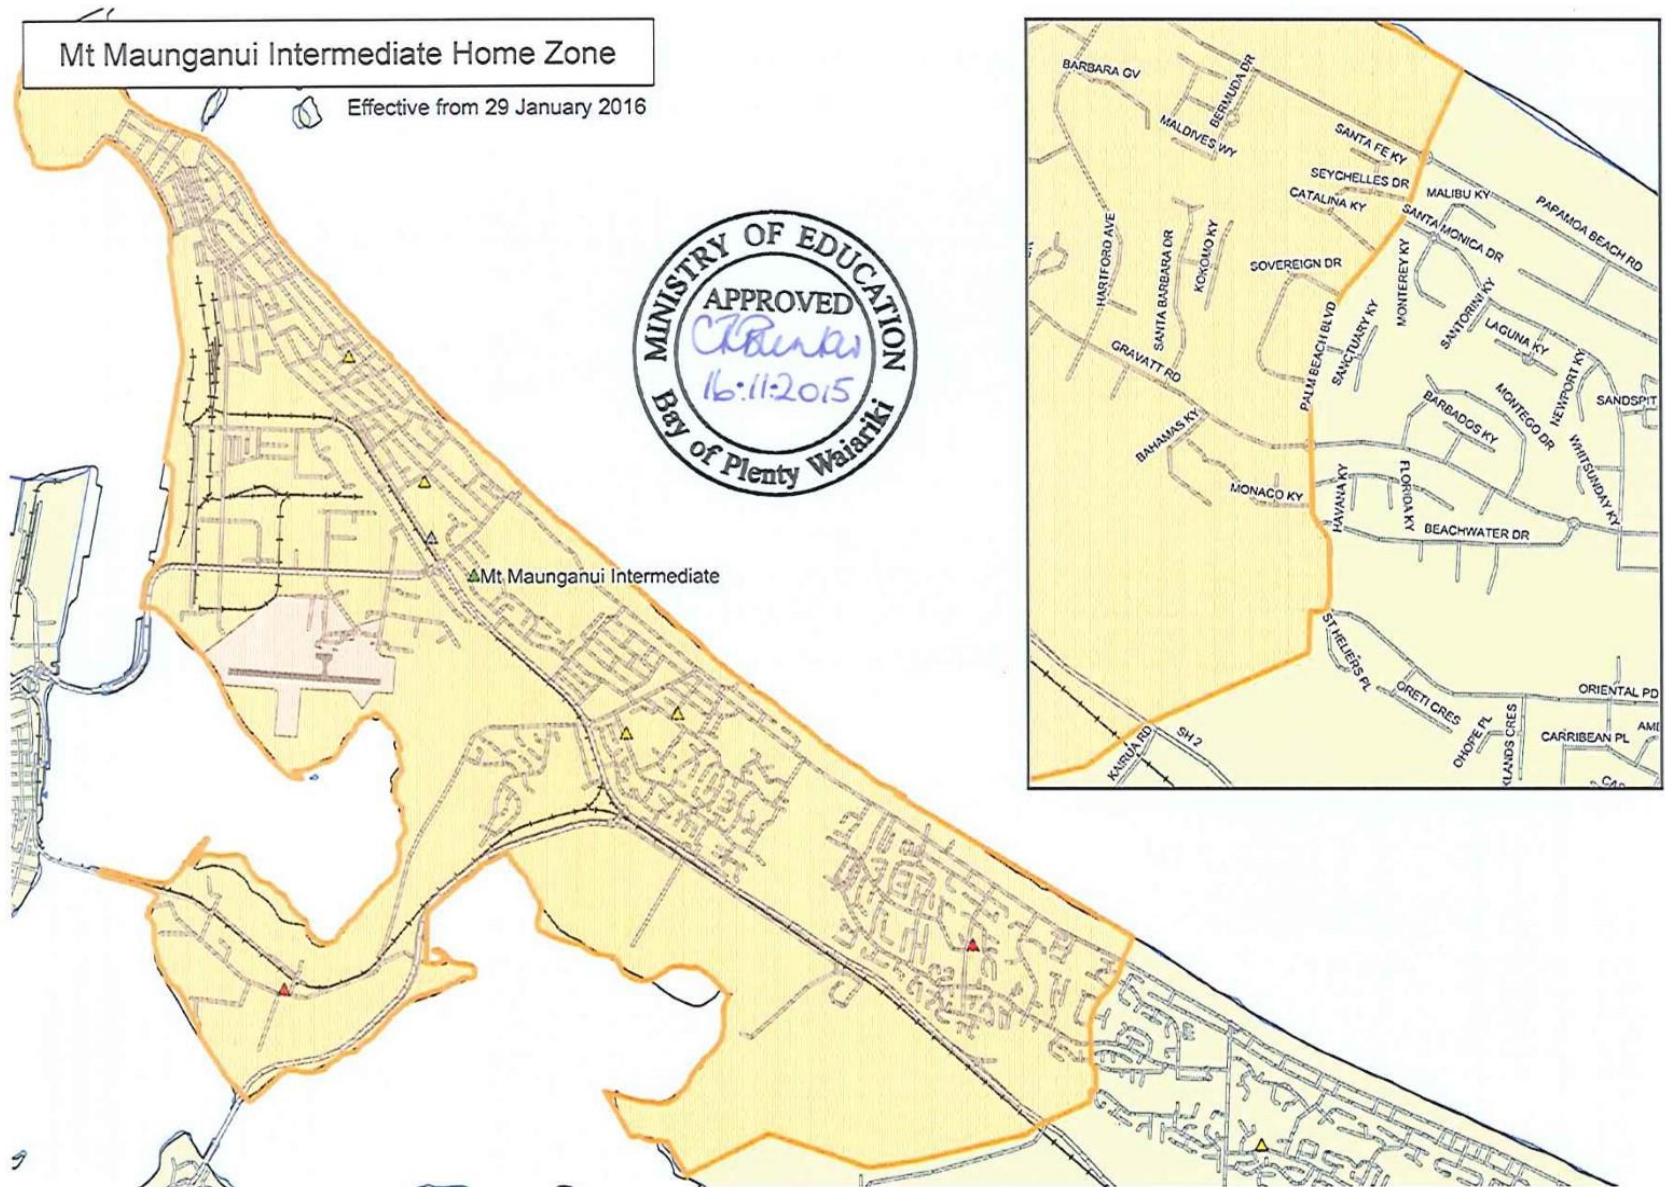 Mt Maunganui Intermediate Home Zone
Effective from 29 January 2016
MINISTRY OF EDUCATION
APPROVED
16·11·2015
Bay of Plenty Waiariki
Mt Maunganui Intermediate
BARBARA GV
BERMUDA DR
MALDIVES WY
SANTA FE KY
SEYCHELLES DR
CATALINA KY
MALIBU KY
PAPAMOA BEACH RD
SANTA MONICA DR
HARTFORD AVE
SANTA BARBARA DR
KOKOMO KY
SOVEREIGN DR
MONTEREY KY
SANTORINI KY
PALM BEACH BLVD
SANCTUARY KY
LAGUNA KY
NEWPORT KY
GRAVATT RD
SANDSPIT
BARBADOS KY
MONTEGO DR
BAHAMAS KY
WHITSUNDAY KY
MONACO KY
HAVANA KY
FLORIDA KY
BEACHWATER DR
ST HELIERS PL
ORETI CRES
ORIENTAL PD
OHOPE PL
KLANDS CRES
CARRIBEAN PL
KAIRUA RD
SH 2